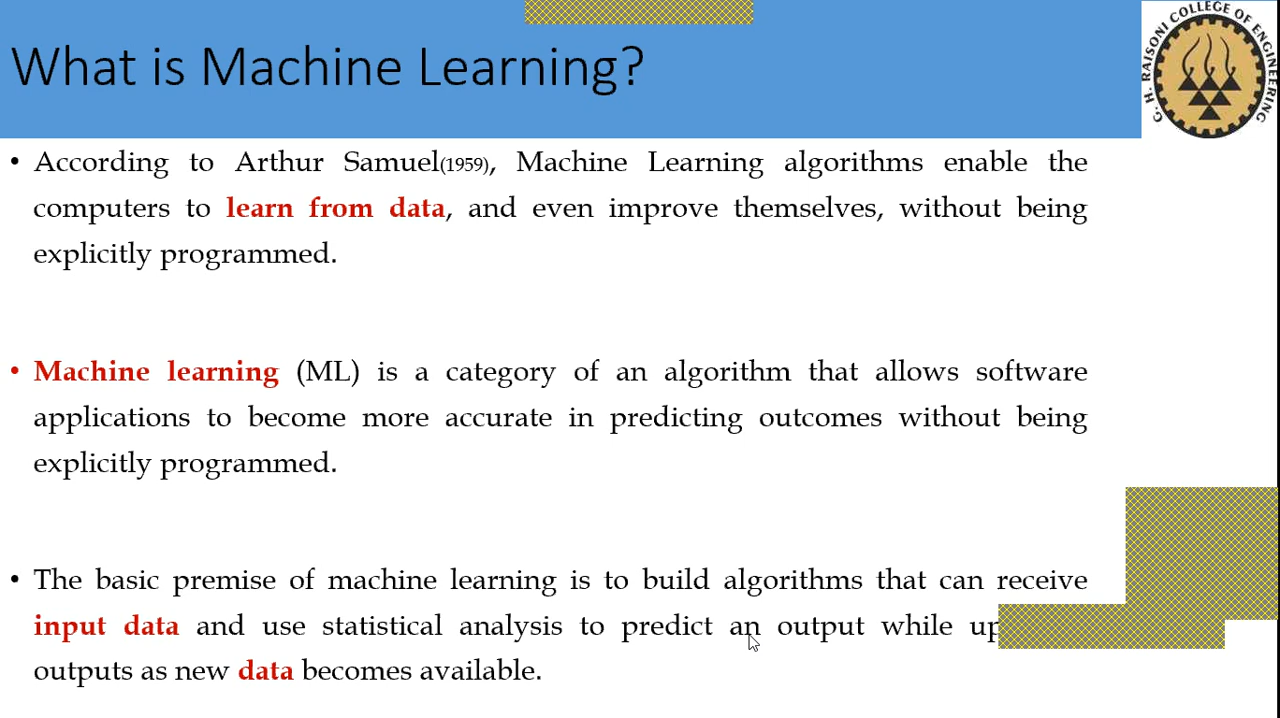 What is Machine Learning?
G. H. RAISONI COLLEGE OF ENGINEERING
• According to Arthur Samuel(1959), Machine Learning algorithms enable the
computers to learn from data, and even improve themselves, without being
explicitly programmed.
• Machine learning (ML) is a category of an algorithm that allows software
applications to become more accurate in predicting outcomes without being
explicitly programmed.
• The basic premise of machine learning is to build algorithms that can receive
input data and use statistical analysis to predict an output while
outputs as new data becomes available.